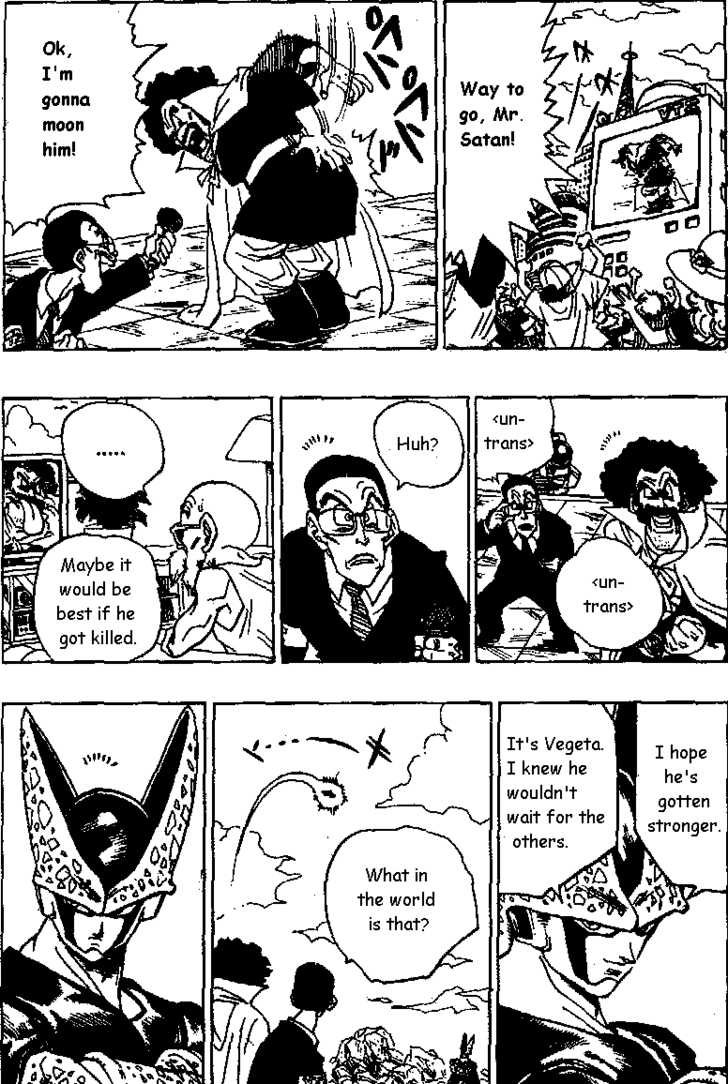 Ok,
I'm
gonna
moon
him!
Way to
go, Mr.
Satan!
.....
Maybe it
would be
best if he
got killed.
Huh?
<un-
trans>
<un-
trans>
What in
the world
is that?
It's Vegeta.
I knew he
wouldn't
wait for the
others.
I hope
he's
gotten
stronger.